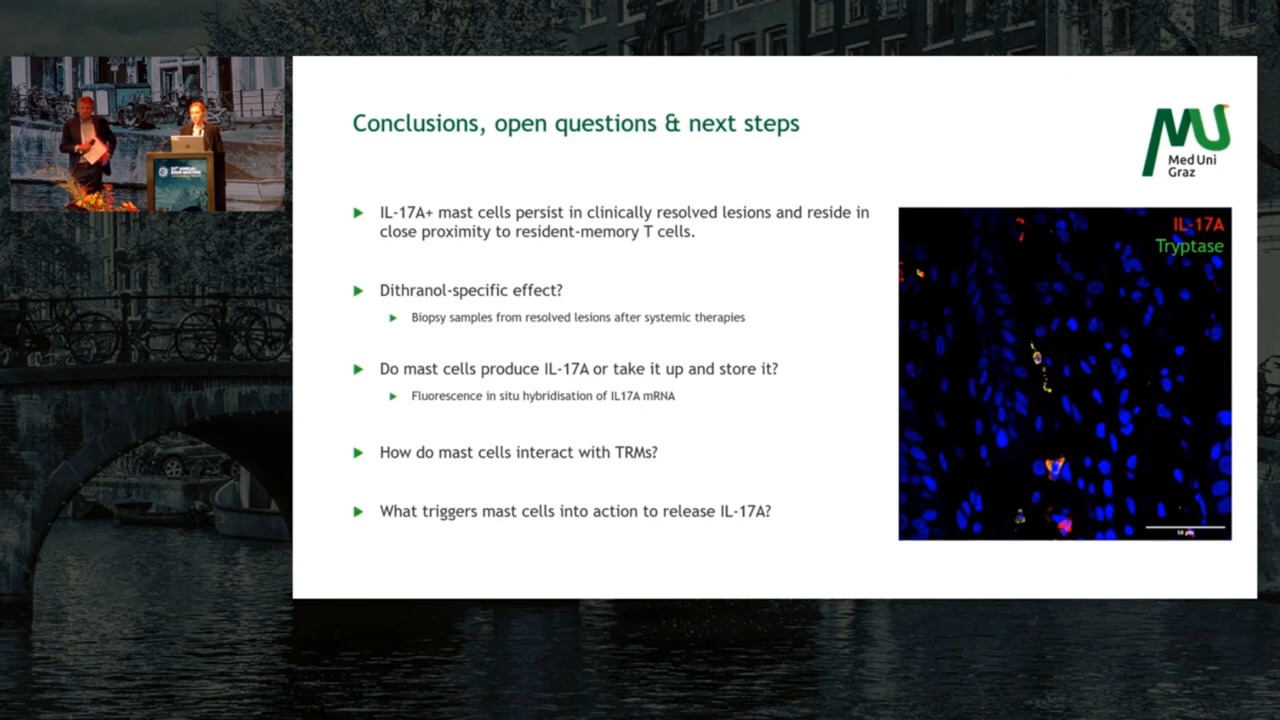 Conclusions, open questions & next steps
MU
Med Uni
Graz
IL-17A+ mast cells persist in clinically resolved lesions and reside in
close proximity to resident-memory T cells.
Dithranol-specific effect?
Biopsy samples from resolved lesions after systemic therapies
Do mast cells produce IL-17A or take it up and store it?
Fluorescence in situ hybridisation of IL17A mRNA
How do mast cells interact with TRMs?
What triggers mast cells into action to release IL-17A?
IL-17A
Tryptase